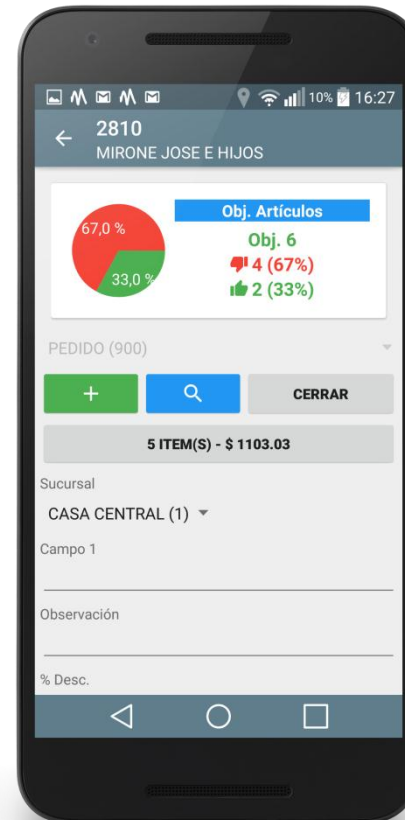 10% 16:27
2810
MIRONE JOSE E HIJOS
67,0 %
33,0 %
Obj. Artículos
Obj. 6
4 (67%)
2 (33%)
PEDIDO (900)
+
CERRAR
5 ITEM(S) - $ 1103.03
Sucursal
CASA CENTRAL (1)
Campo 1
Observación
% Desc.